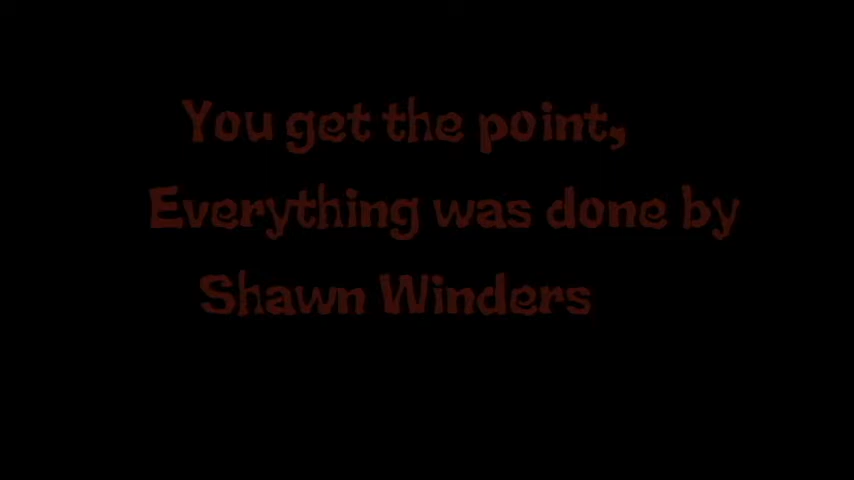 You get the point,
Everything was done by
Shawn Winders